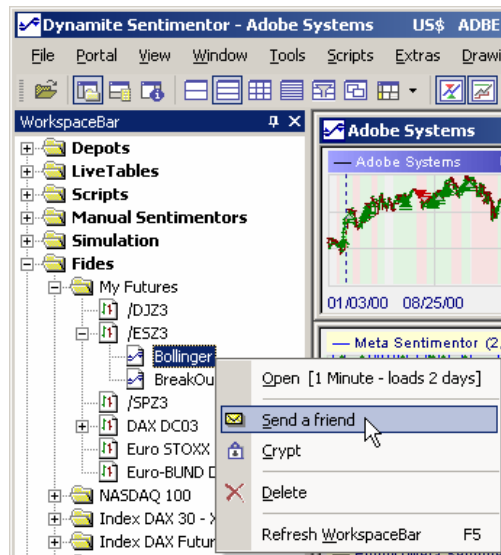 Dynamite Sentimentor - Adobe Systems US$ ADBE
File Portal View Window Tools Scripts Extras Drawi
WorkspaceBar
Adobe Systems
Depots
LiveTables
Scripts
Manual Sentimentors
Simulation
Fides
My Futures
/DJZ3
/ESZ3
Bollinger
BreakOu
/SPZ3
DAX DC03
Euro STOXX
Euro-BUND D
NASDAQ 100
Index DAX 30 - X
Index DAX Futur
Adobe Systems
01/03/00 08/25/00
Meta Sentimentor (2,
Open [1 Minute - loads 2 days]
Send a friend
Crypt
Delete
Refresh WorkspaceBar F5